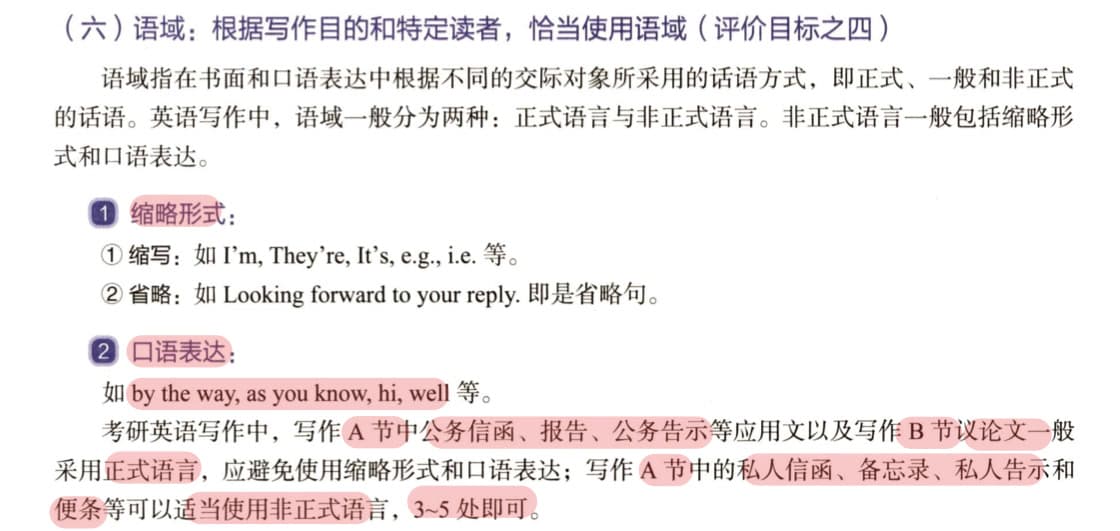 （六）语域：根据写作目的和特定读者，恰当使用语域（评价目标之四）
语域指在书面和口语表达中根据不同的交际对象所采用的话语方式，即正式、一般和非正式
的话语。英语写作中，语域一般分为两种：正式语言与非正式语言。非正式语言一般包括缩略形
式和口语表达。
1 缩略形式：
① 缩写：如 I’m, They’re, It’s, e.g., i.e. 等。
② 省略：如 Looking forward to your reply. 即是省略句。
2 口语表达：
如 by the way, as you know, hi, well 等。
考研英语写作中，写作 A 节中公务信函、报告、公务告示等应用文以及写作 B 节议论文一般
采用正式语言，应避免使用缩略形式和口语表达；写作 A 节中的私人信函、备忘录、私人告示和
便条等可以适当使用非正式语言，3~5 处即可。